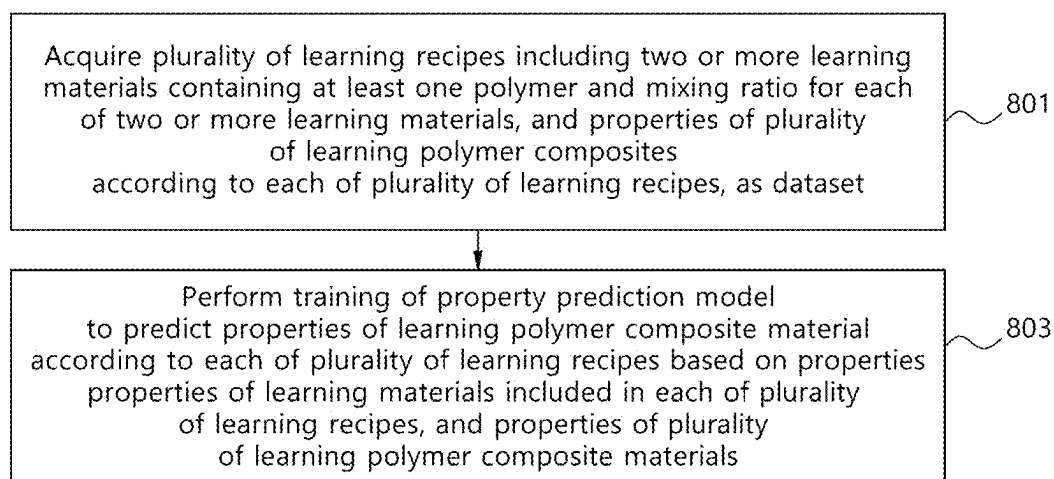 Acquire plurality of learning recipes including two or more learning
materials containing at least one polymer and mixing ratio for each
of two or more learning materials, and properties of plurality
of learning polymer composites
according to each of plurality of learning recipes, as dataset
801
Perform training of property prediction model
to predict properties of learning polymer composite material
according to each of plurality of learning recipes based on properties
properties of learning materials included in each of plurality
of learning recipes, and properties of plurality
of learning polymer composite materials
803